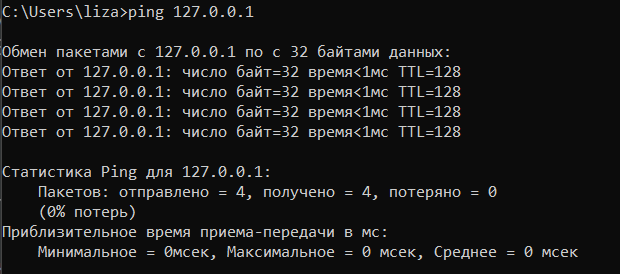 C:\Users\liza>ping 127.0.0.1
Обмен пакетами с 127.0.0.1 по с 32 байтами данных:
Ответ от 127.0.0.1: число байт=32 время<1мс TTL=128
Ответ от 127.0.0.1: число байт=32 время<1мс TTL=128
Ответ от 127.0.0.1: число байт=32 время<1мс TTL=128
Ответ от 127.0.0.1: число байт=32 время<1мс TTL=128
Статистика Ping для 127.0.0.1:
Пакетов: отправлено = 4, получено = 4, потеряно = 0
(0% потерь)
Приблизительное время приема-передачи в мс:
Минимальное = 0мсек, Максимальное = 0 мсек, Среднее = 0 мсек